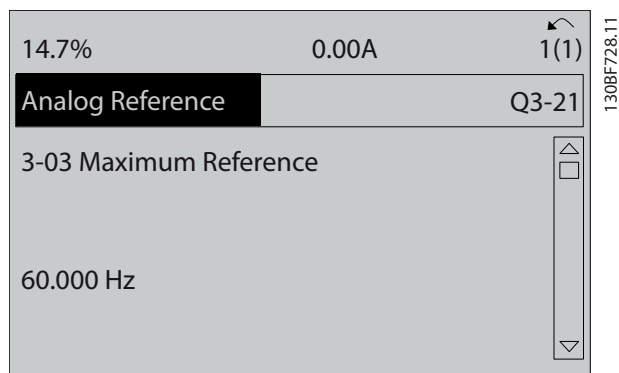 14.7% 0.00A 1(1)
Analog Reference Q3-21
3-03 Maximum Reference
60.000 Hz
130BF728.11